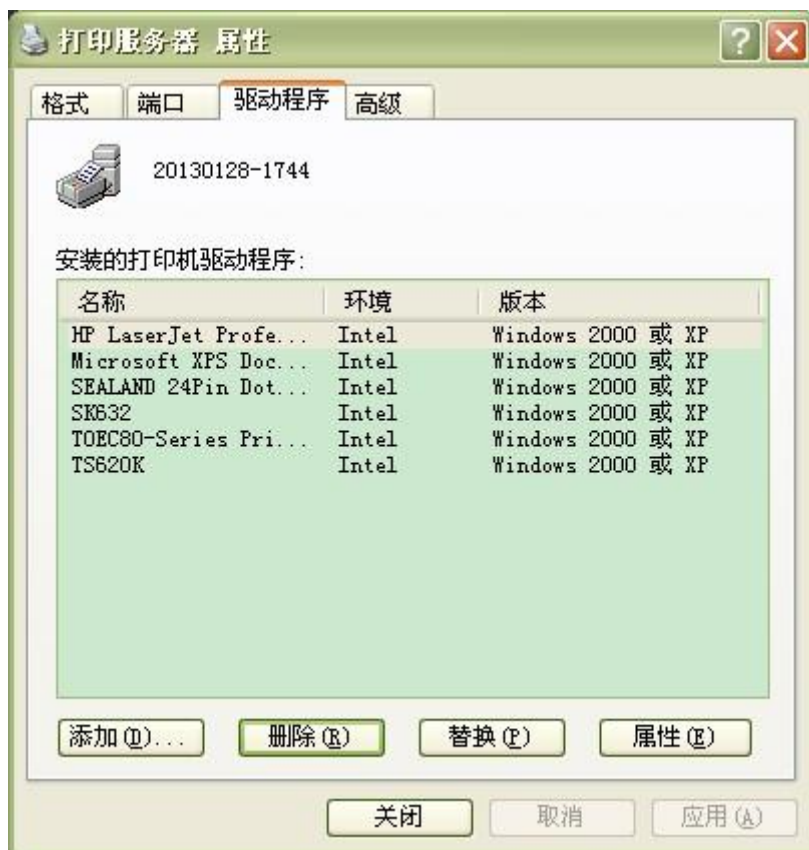 打印服务器 属性
格式 端口 驱动程序 高级
20130128-1744
安装的打印机驱动程序:
名称 环境 版本
HP LaserJet Profe... Intel Windows 2000 或 XP
Microsoft XPS Doc... Intel Windows 2000 或 XP
SEALAND 24Pin Dot... Intel Windows 2000 或 XP
SK632 Intel Windows 2000 或 XP
TOEC80-Series Pri... Intel Windows 2000 或 XP
TS620K Intel Windows 2000 或 XP
添加(D)... 删除(R) 替换(P) 属性(E)
关闭 取消 应用(A)